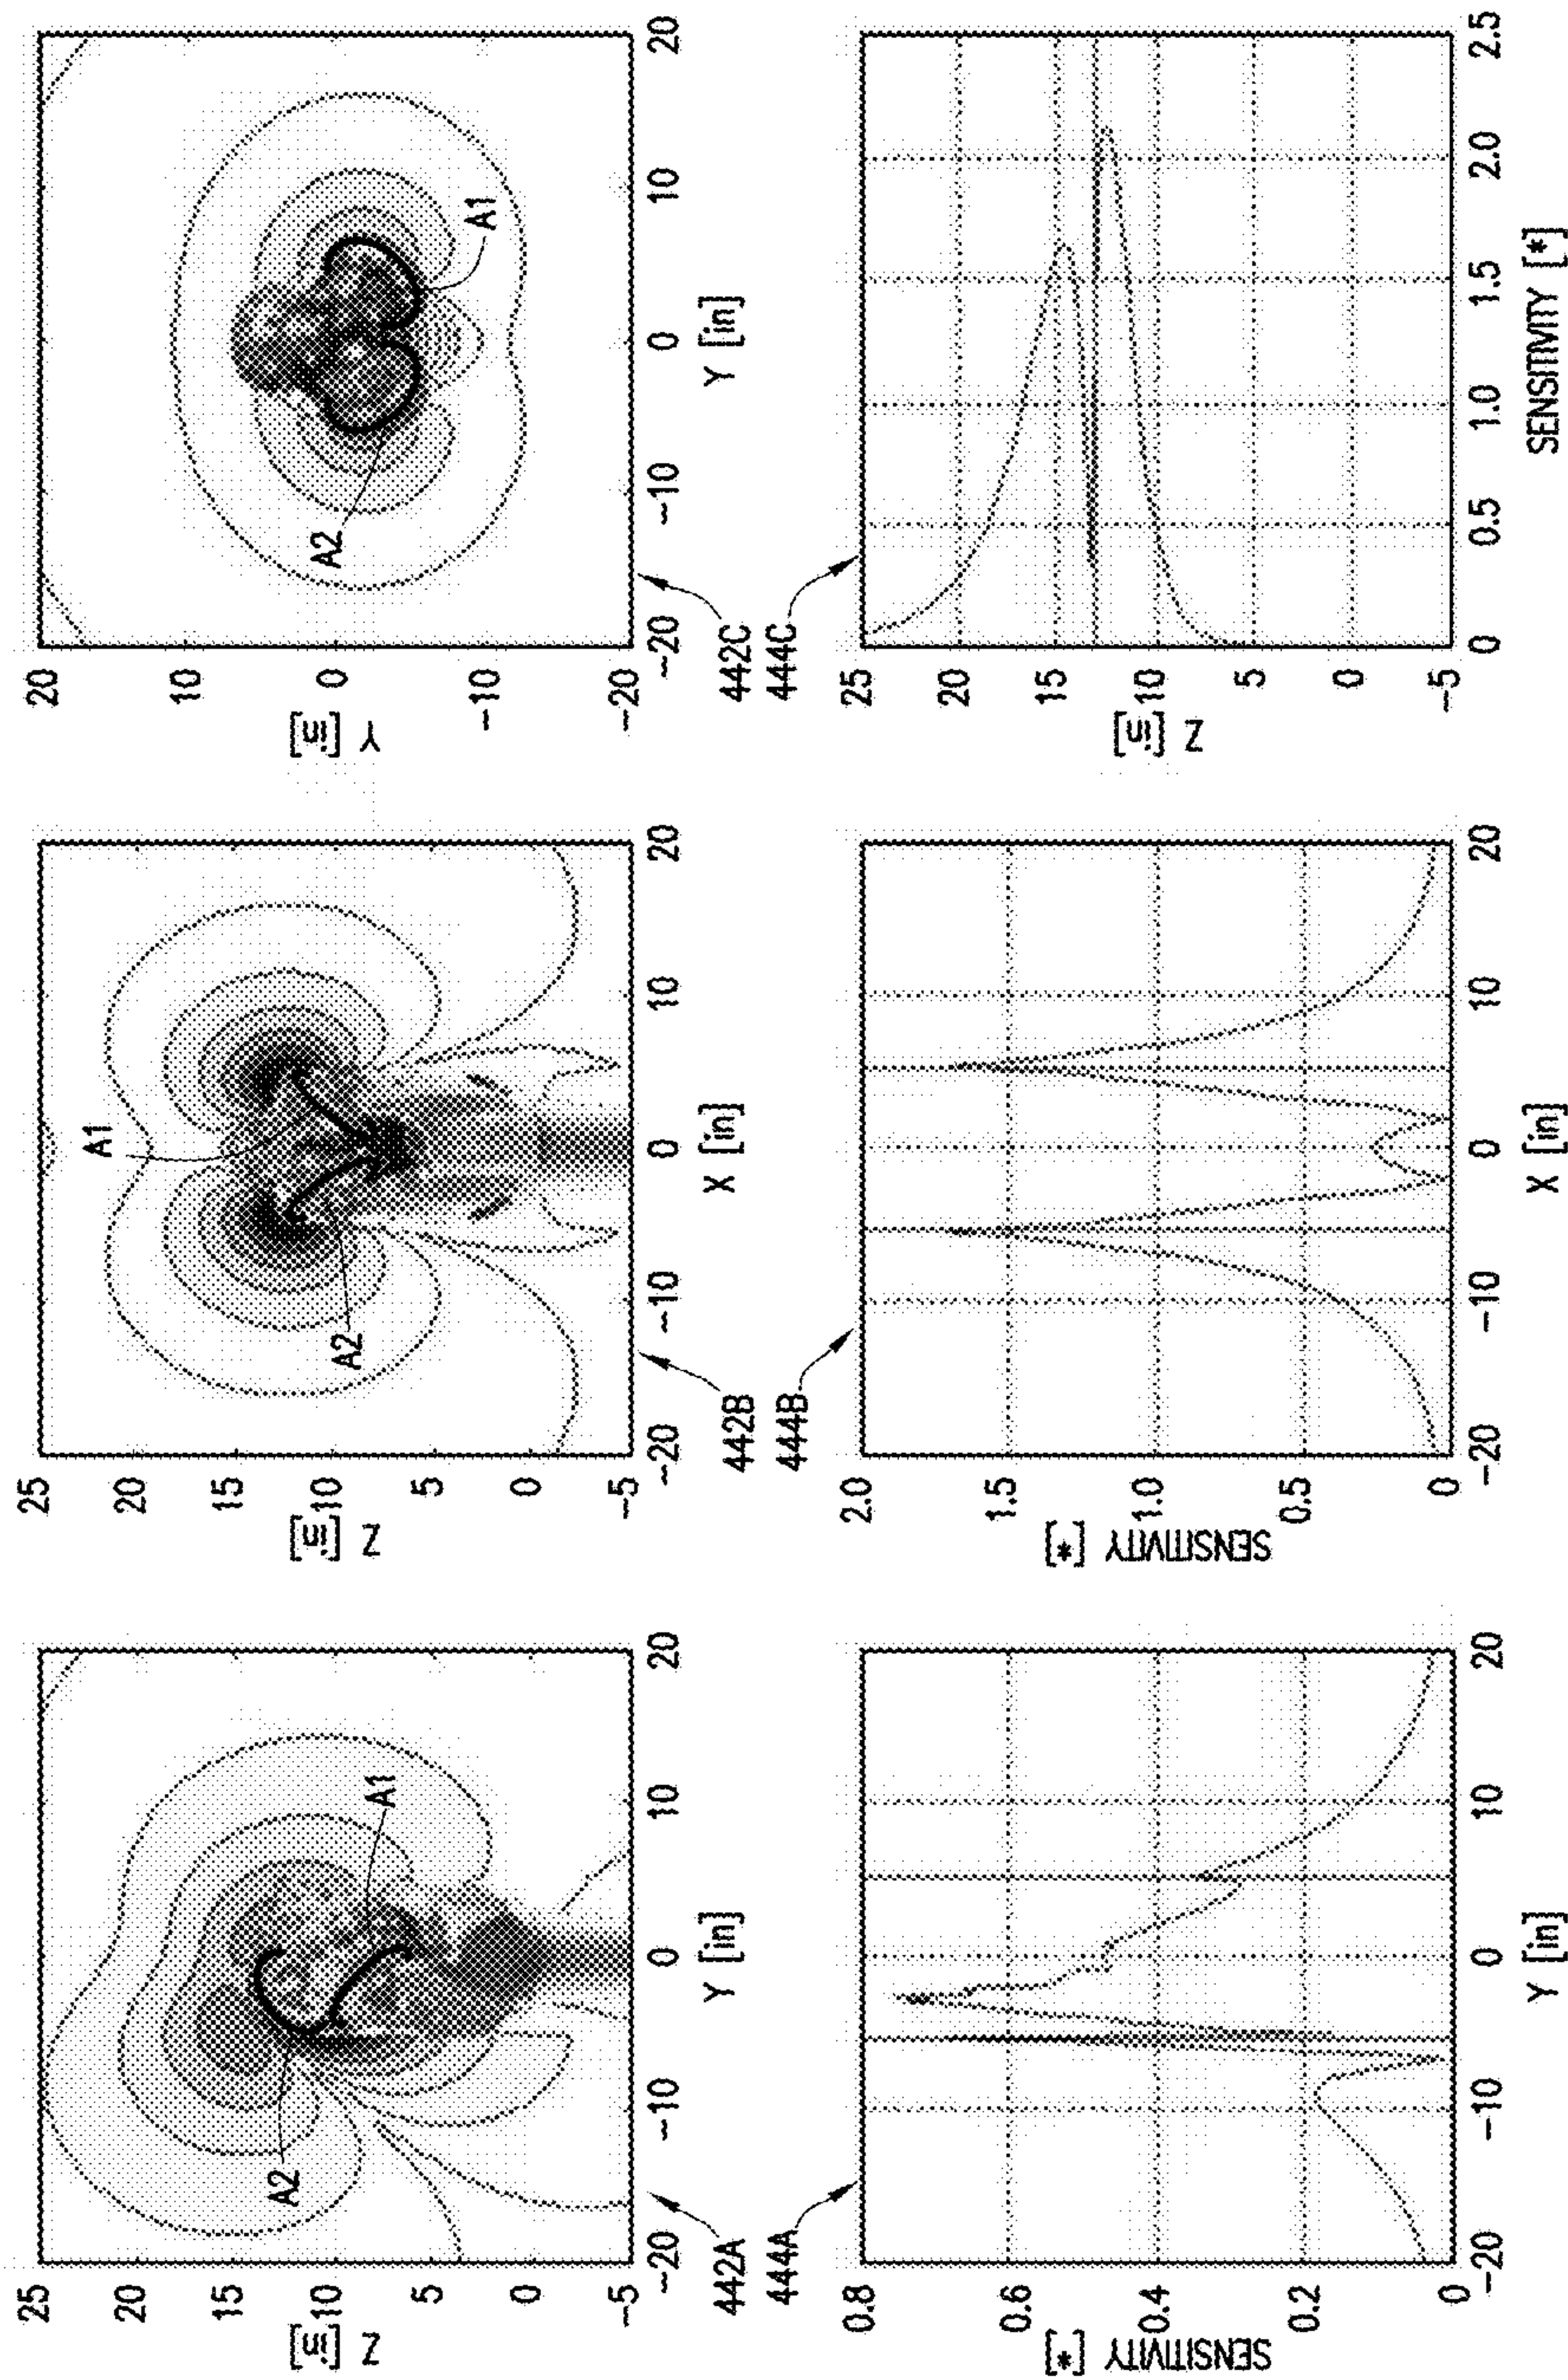 25
20
15
10
5
0
-5
Z [in]
A2
A1
-20 -10 0 10 20
Y [in]
442A
25
20
15
10
5
0
-5
Z [in]
A2
A1
-20 -10 0 10 20
X [in]
442B
20
10
0
-10
-20
Y [in]
A2
A1
-20 -10 0 10 20
Y [in]
442C
444A
0.8
0.6
0.4
0.2
0
SENSITIVITY [*]
-20 -10 0 10 20
Y [in]
444B
2.0
1.5
1.0
0.5
0
SENSITIVITY [*]
-20 -10 0 10 20
X [in]
444C
25
20
15
10
5
0
-5
Z [in]
0 0.5 1.0 1.5 2.0 2.5
SENSITIVITY [*]